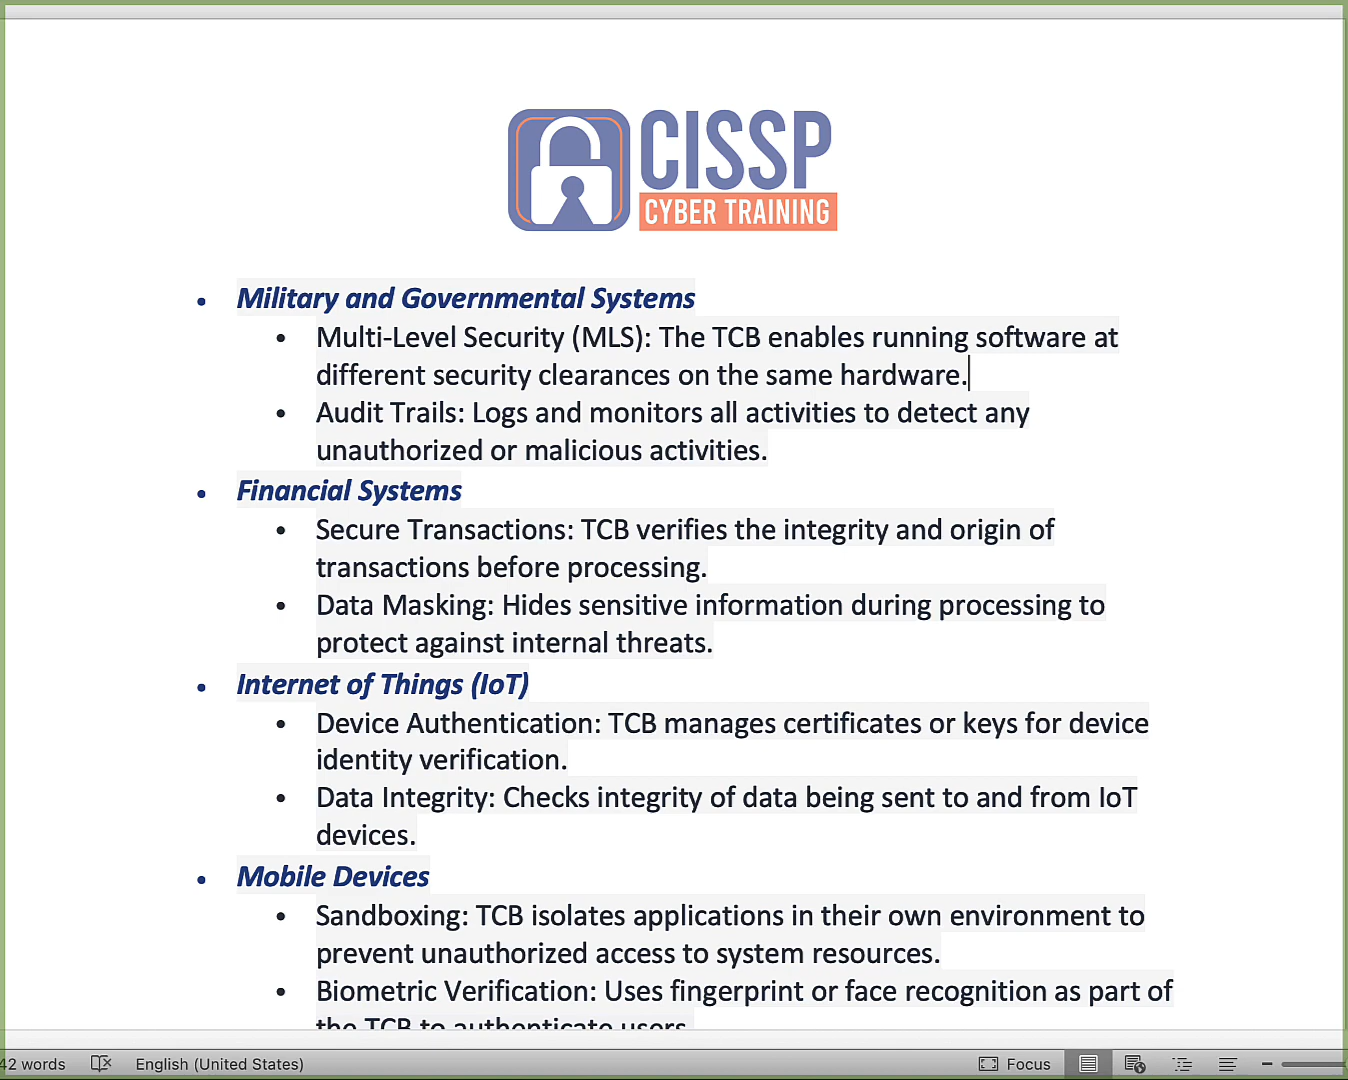 CISSP
CYBER TRAINING
• Military and Governmental Systems
• Multi-Level Security (MLS): The TCB enables running software at
different security clearances on the same hardware.
• Audit Trails: Logs and monitors all activities to detect any
unauthorized or malicious activities.
• Financial Systems
• Secure Transactions: TCB verifies the integrity and origin of
transactions before processing.
• Data Masking: Hides sensitive information during processing to
protect against internal threats.
• Internet of Things (IoT)
• Device Authentication: TCB manages certificates or keys for device
identity verification.
• Data Integrity: Checks integrity of data being sent to and from IoT
devices.
• Mobile Devices
• Sandboxing: TCB isolates applications in their own environment to
prevent unauthorized access to system resources.
• Biometric Verification: Uses fingerprint or face recognition as part of
the TCB to authenticate users.
42 words English (United States) Focus